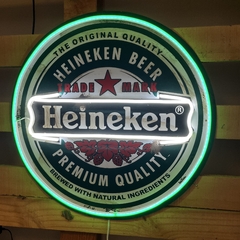 THE ORIGINAL QUALITY
HEINEKEN BEER
TRADE MARK
Heineken®
PREMIUM QUALITY
BREWED WITH NATURAL INGREDIENTS